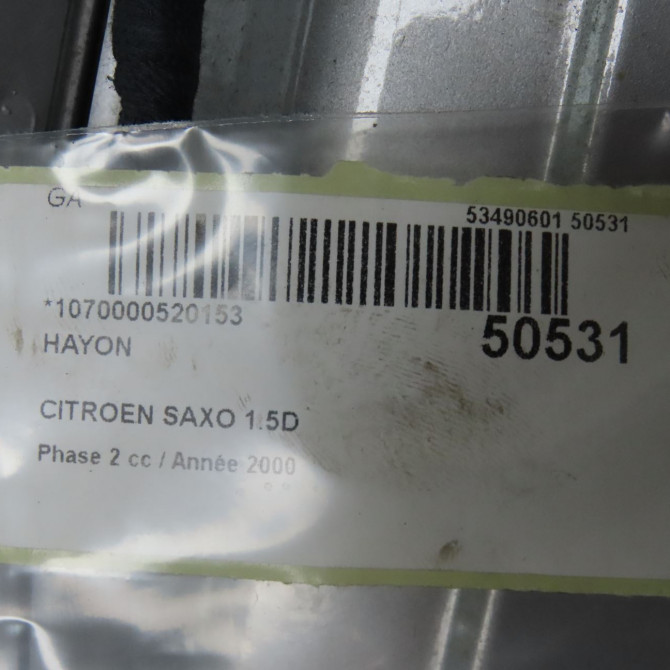 GA
53490601 50531
*1070000520153
50531
HAYON
CITROEN SAXO 1.5D
Phase 2 cc / Année 2000